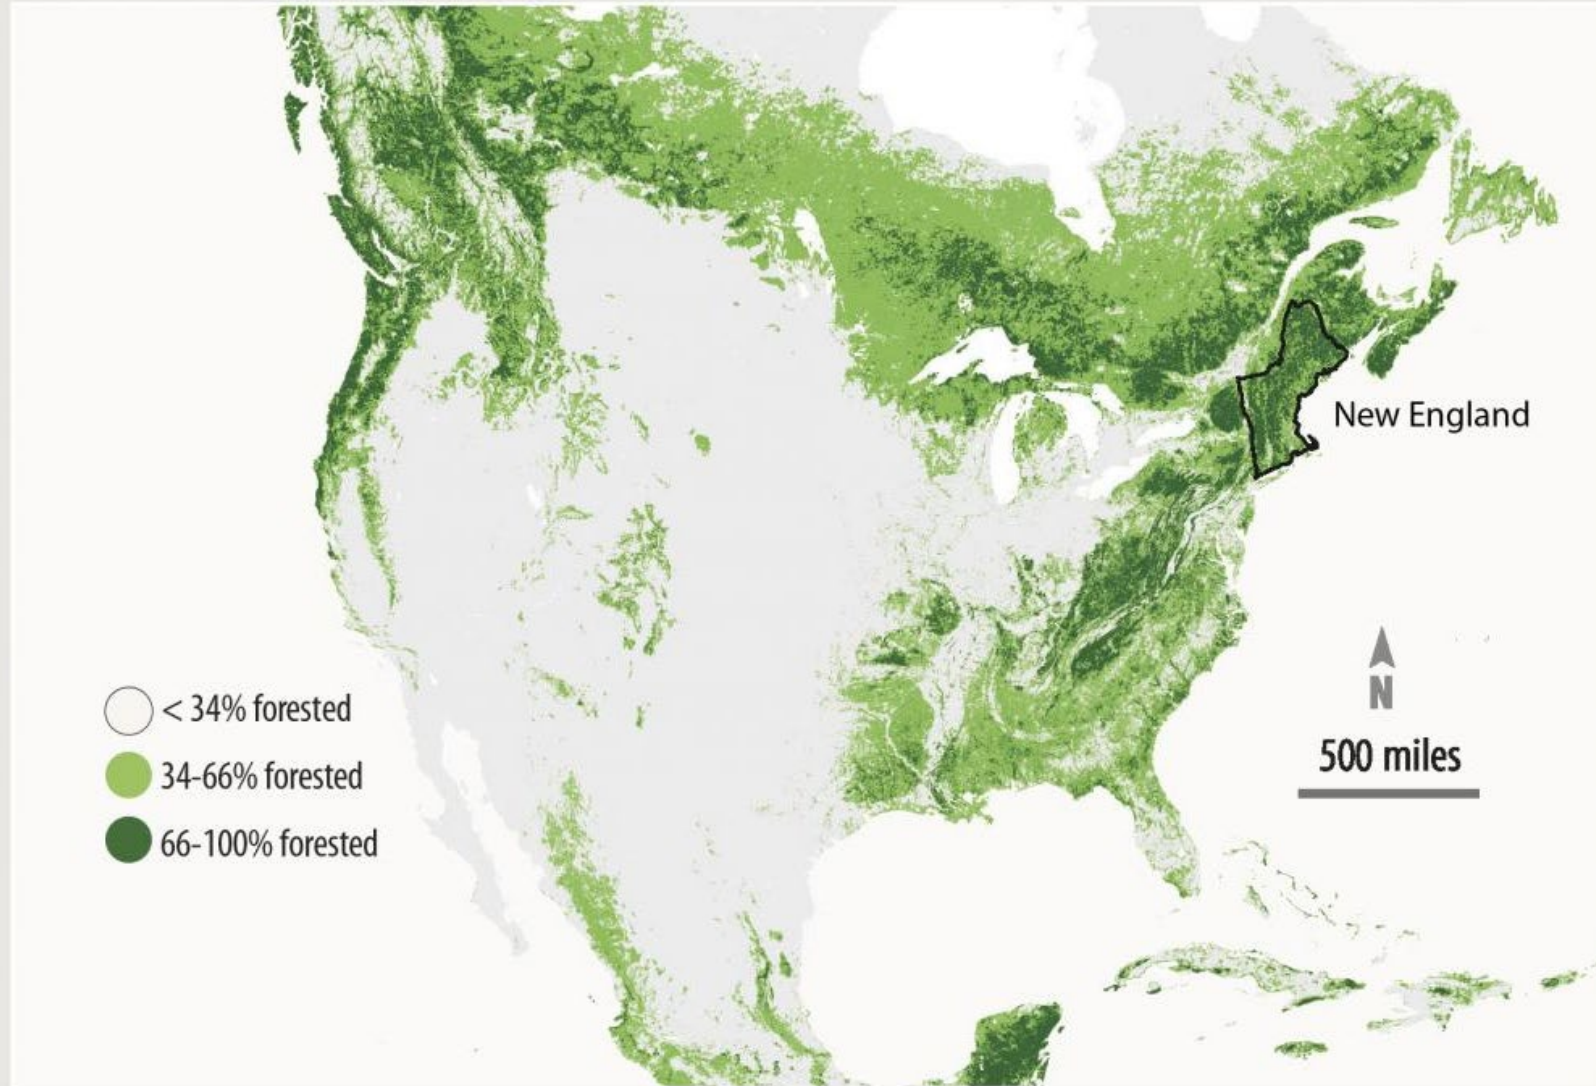 New England
< 34% forested
34-66% forested
66-100% forested
N
500 miles